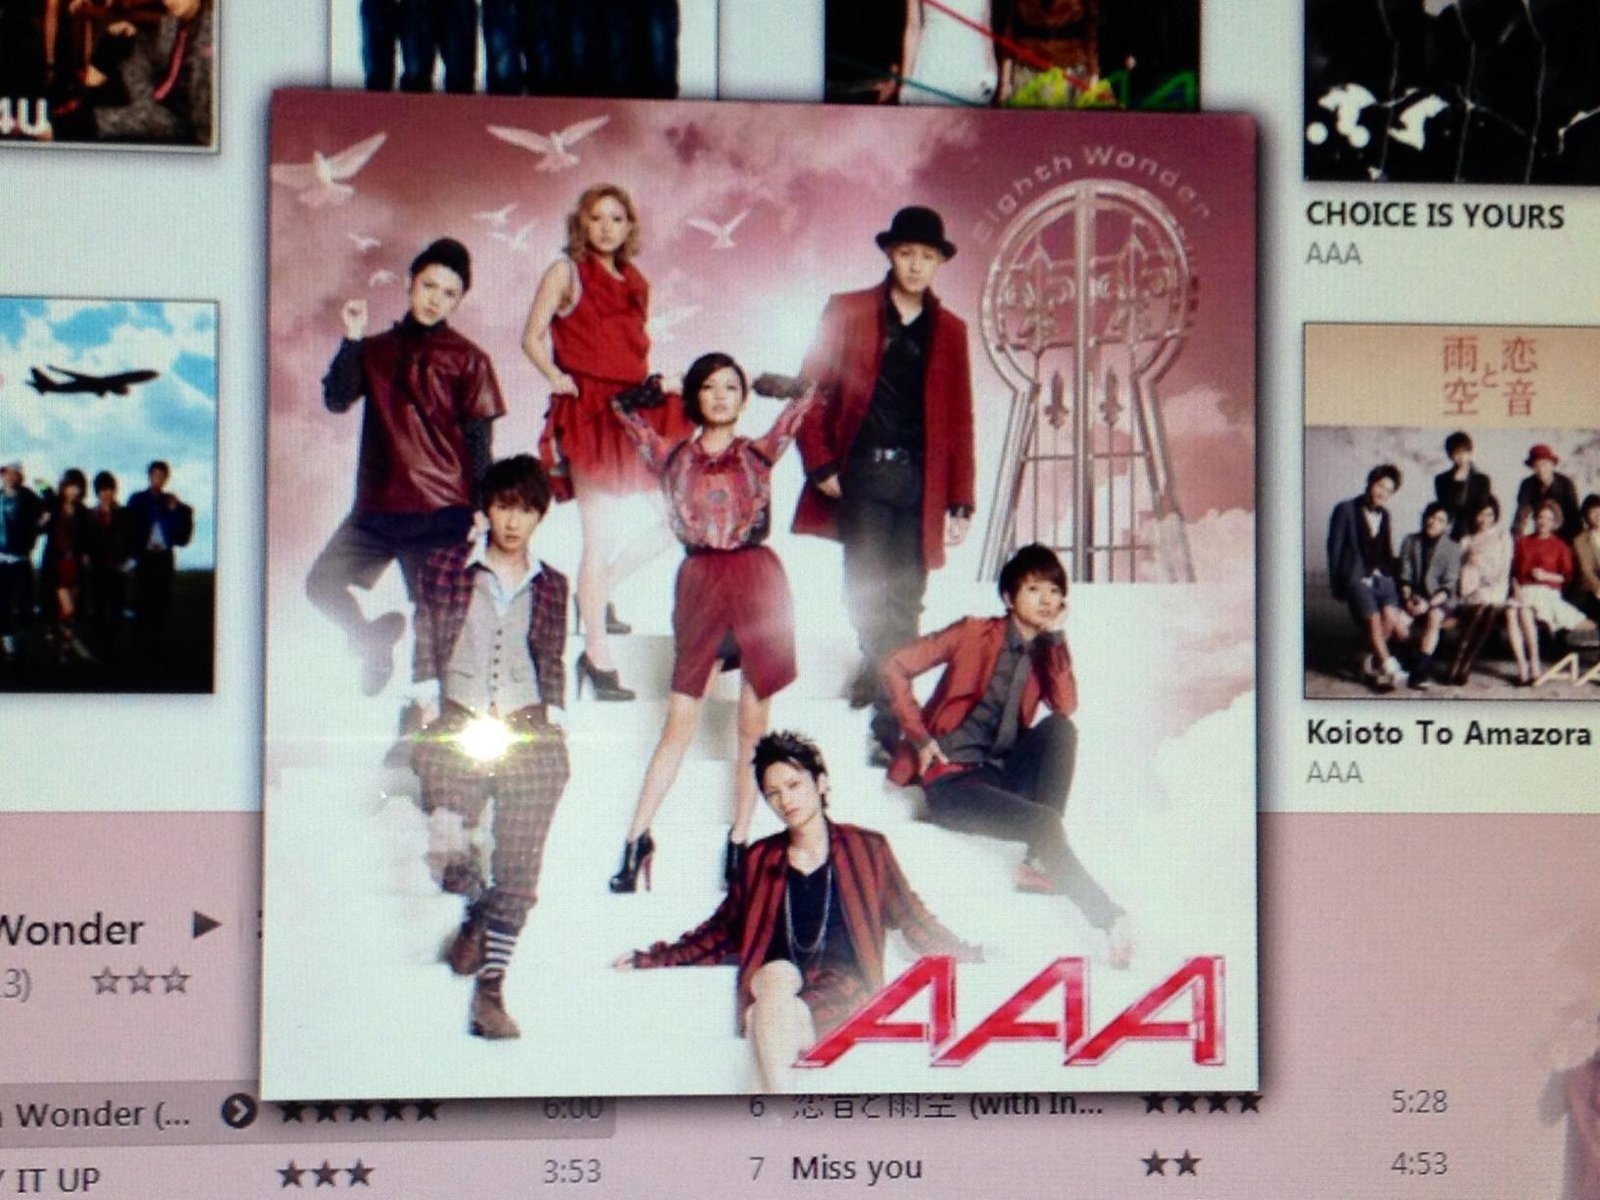 4U
Eighth Wonder
CHOICE IS YOURS
AAA
恋音と雨空
Koioto To Amazora
AAA
AAA
Wonder
Wonder (...
6:00
6 恋音と雨空 (with In...
5:28
IT UP
3:53
7 Miss you
4:53